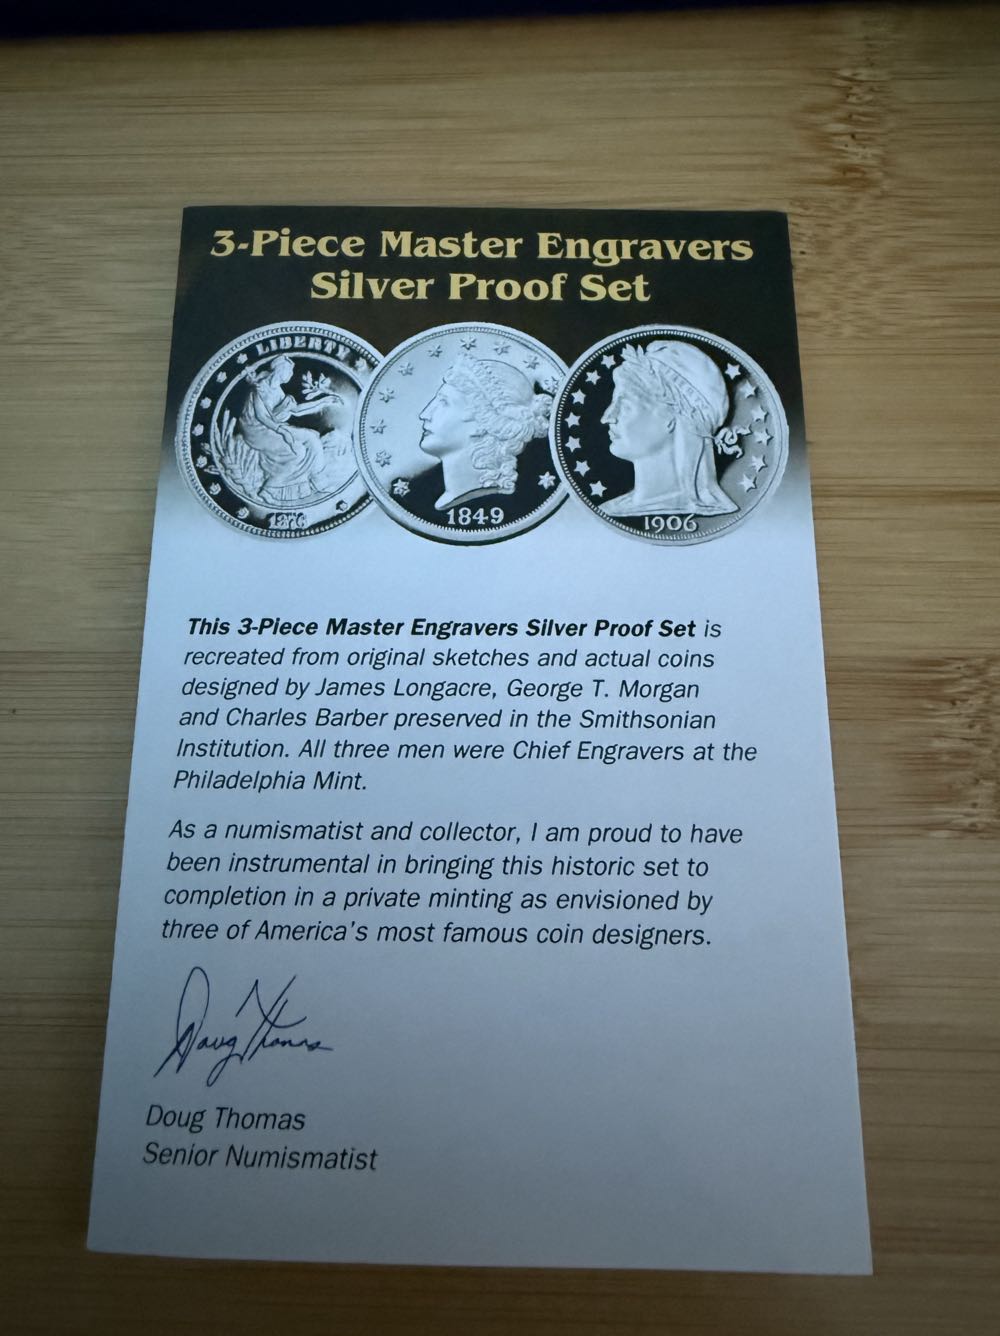 3-Piece Master Engravers
Silver Proof Set
LIBERTY
1849
1906
This 3-Piece Master Engravers Silver Proof Set is
recreated from original sketches and actual coins
designed by James Longacre, George T. Morgan
and Charles Barber preserved in the Smithsonian
Institution. All three men were Chief Engravers at the
Philadelphia Mint.
As a numismatist and collector, I am proud to have
been instrumental in bringing this historic set to
completion in a private minting as envisioned by
three of America's most famous coin designers.
Doug Thomas
Doug Thomas
Senior Numismatist